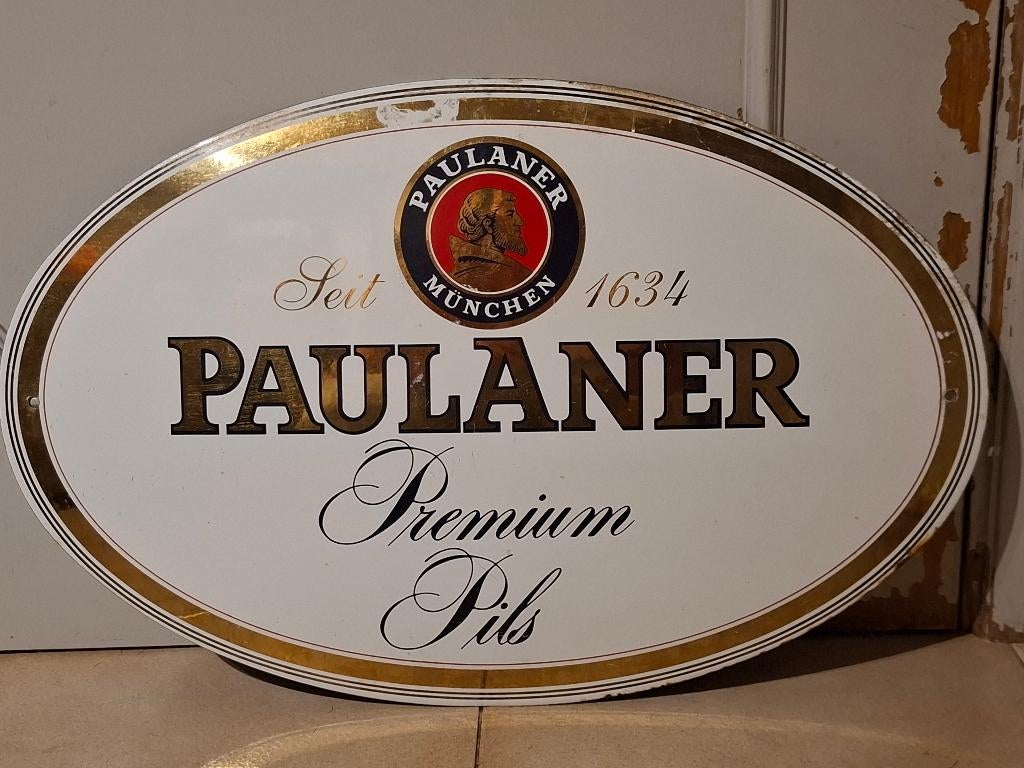 PAULANER
MÜNCHEN
Seit 1634
PAULANER
Premium
Pils